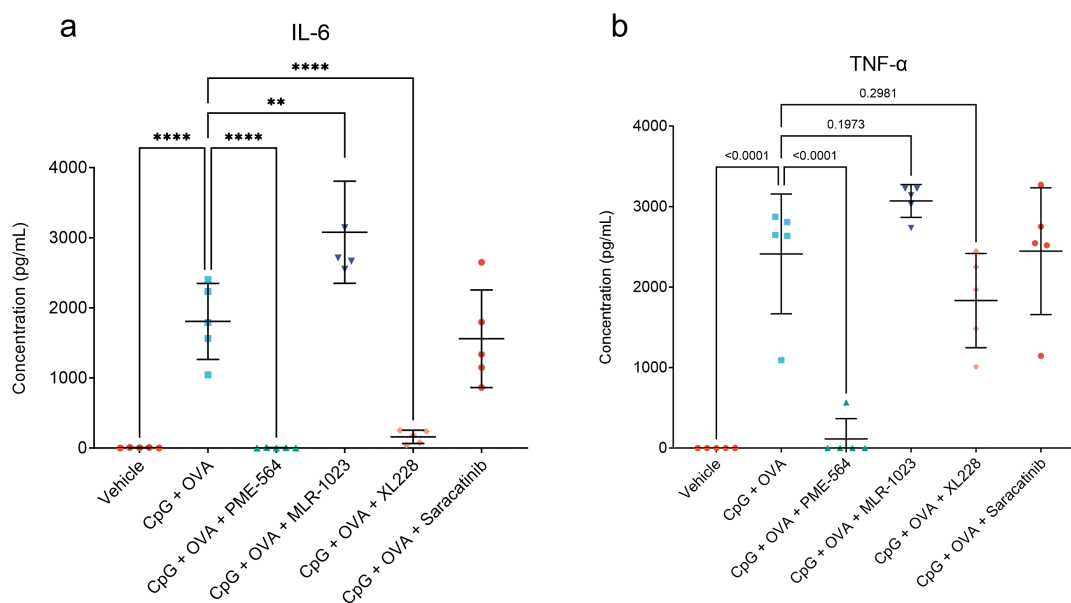 a
IL-6
****
**
****
****
Concentration (pg/mL)
4000
3000
2000
1000
0
Vehicle
CpG + OVA
CpG + OVA + PME-564
CpG + OVA + MLR-1023
CpG + OVA + XL228
CpG + OVA + Saracatinib
b
TNF-α
0.2981
0.1973
<0.0001
<0.0001
Concentration (pg/mL)
4000
3000
2000
1000
0
Vehicle
CpG + OVA
CpG + OVA + PME-564
CpG + OVA + MLR-1023
CpG + OVA + XL228
CpG + OVA + Saracatinib